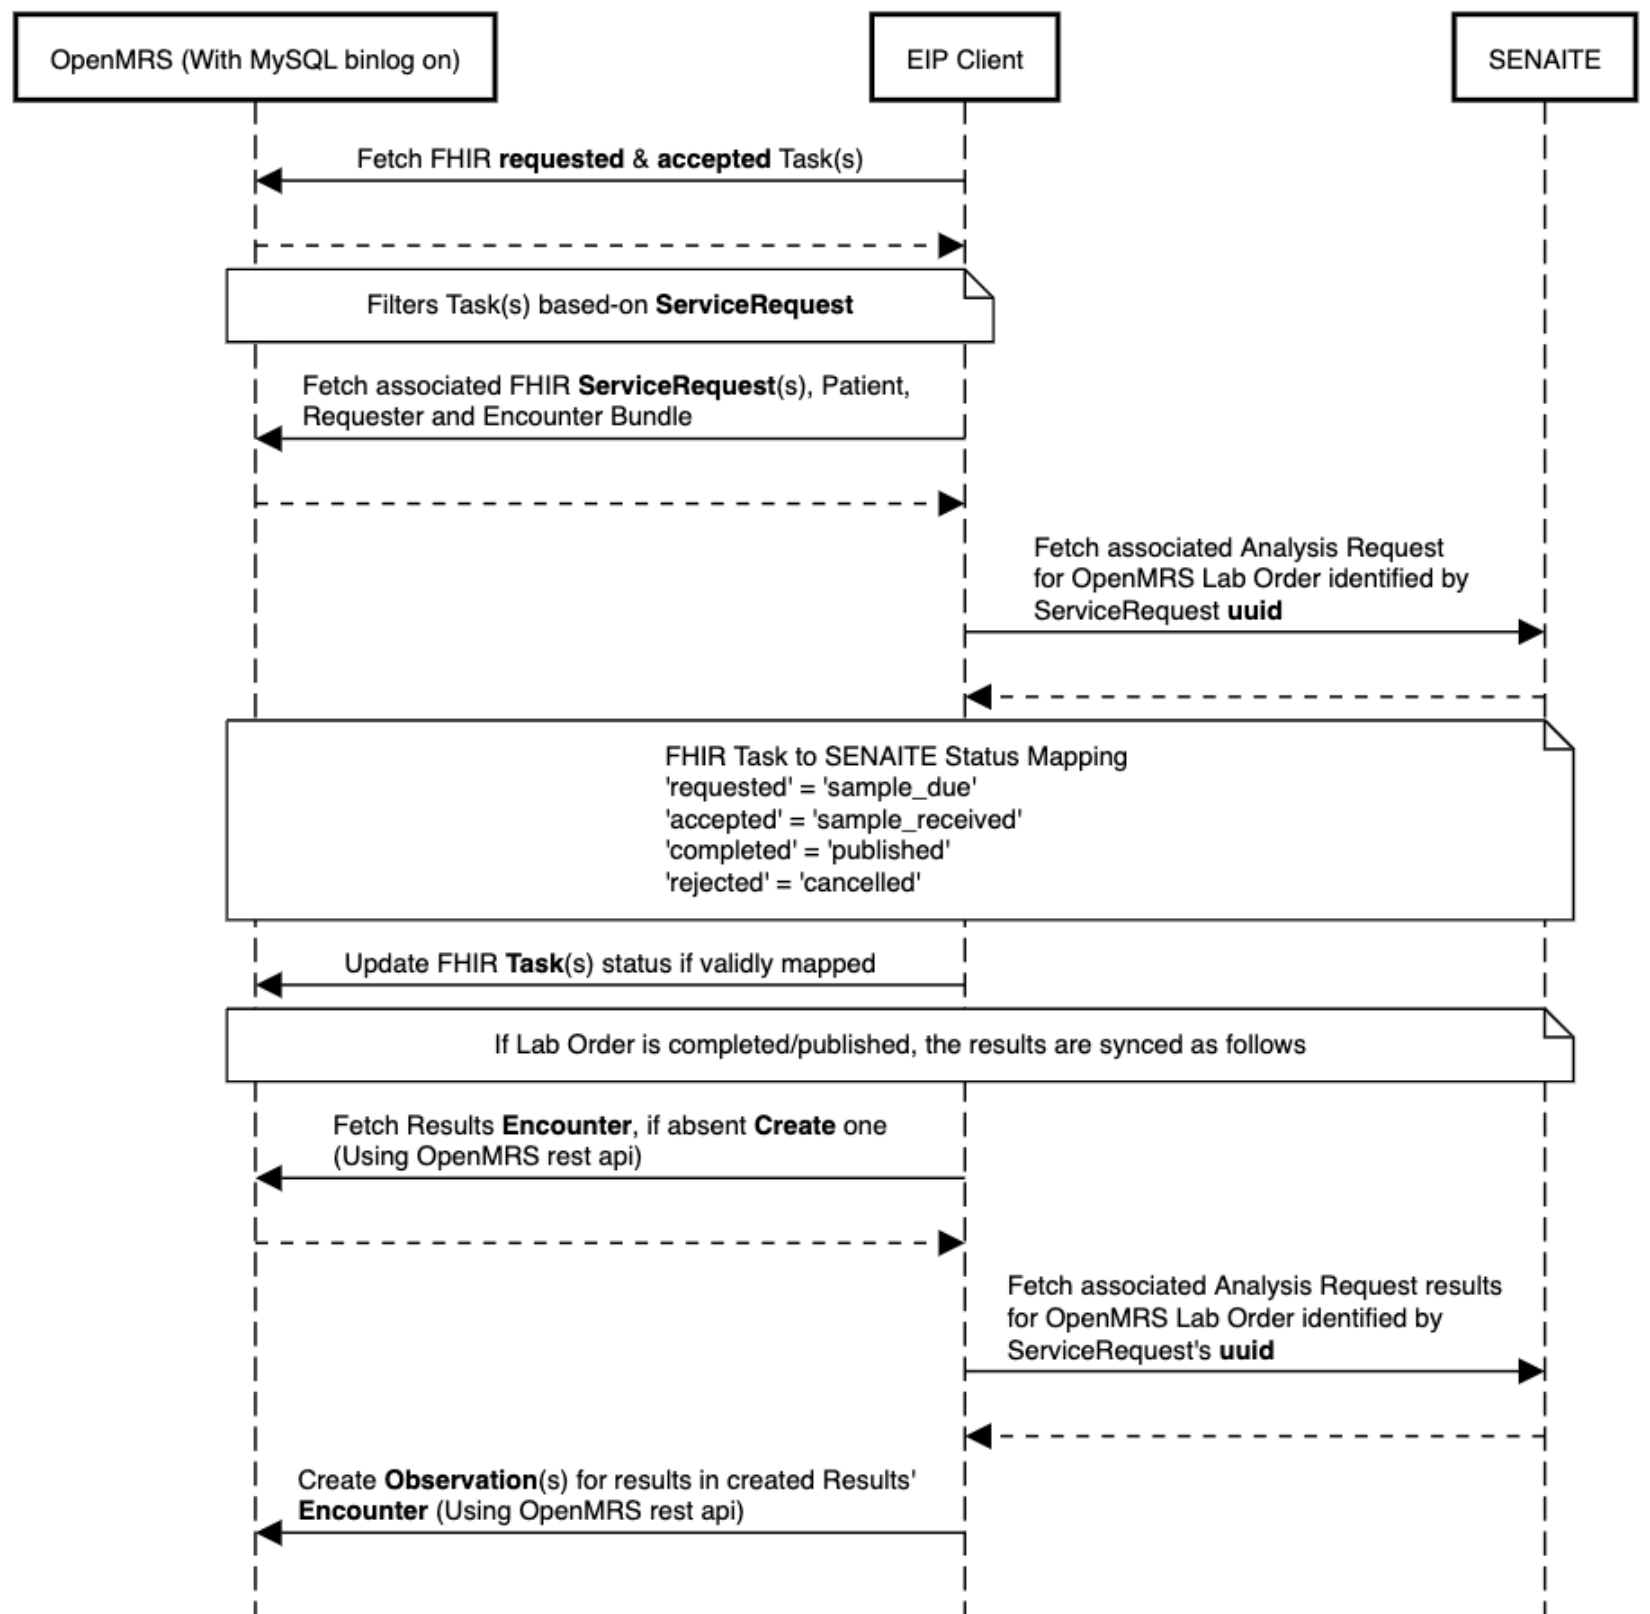 OpenMRS (With MySQL binlog on)
EIP Client
SENAITE
Fetch FHIR requested & accepted Task(s)
Filters Task(s) based-on ServiceRequest
Fetch associated FHIR ServiceRequest(s), Patient,
Requester and Encounter Bundle
Fetch associated Analysis Request
for OpenMRS Lab Order identified by
ServiceRequest uuid
FHIR Task to SENAITE Status Mapping
'requested' = 'sample_due'
'accepted' = 'sample_received'
'completed' = 'published'
'rejected' = 'cancelled'
Update FHIR Task(s) status if validly mapped
If Lab Order is completed/published, the results are synced as follows
Fetch Results Encounter, if absent Create one
(Using OpenMRS rest api)
Fetch associated Analysis Request results
for OpenMRS Lab Order identified by
ServiceRequest's uuid
Create Observation(s) for results in created Results'
Encounter (Using OpenMRS rest api)